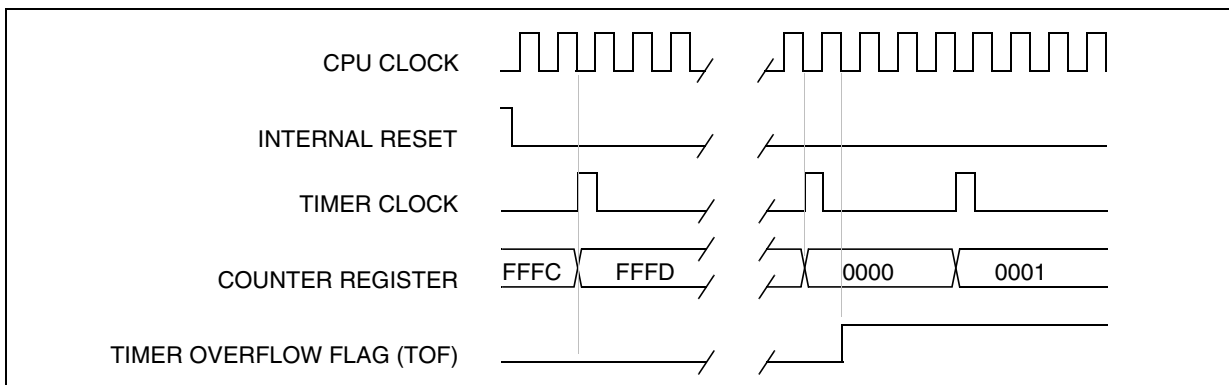 CPU CLOCK
INTERNAL RESET
TIMER CLOCK
COUNTER REGISTER
FFFC
FFFD
0000
0001
TIMER OVERFLOW FLAG (TOF)